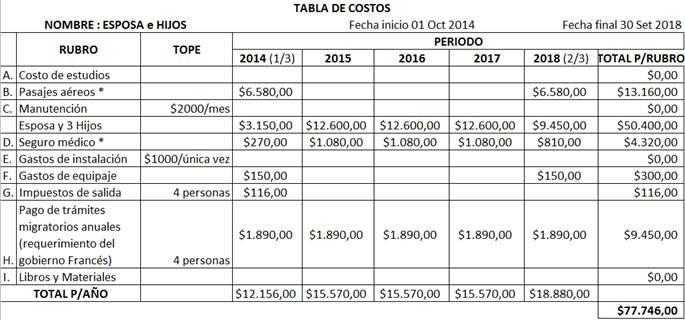 TABLA DE COSTOS
NOMBRE : ESPOSA e HIJOS Fecha inicio 01 Oct 2014 Fecha final 30 Set 2018
RUBRO TOPE PERIODO
2014 (1/3) 2015 2016 2017 2018 (2/3) TOTAL P/RUBRO
A. Costo de estudios $0,00
B. Pasajes aéreos * $6.580,00 $6.580,00 $13.160,00
C. Manutención $2000/mes $0,00
Esposa y 3 Hijos $3.150,00 $12.600,00 $12.600,00 $12.600,00 $9.450,00 $50.400,00
D. Seguro médico * $270,00 $1.080,00 $1.080,00 $1.080,00 $810,00 $4.320,00
E. Gastos de instalación $1000/única vez $0,00
F. Gastos de equipaje $150,00 $150,00 $300,00
G. Impuestos de salida 4 personas $116,00 $116,00
Pago de trámites
migratorios anuales
(requerimiento del
H. gobierno Francés) 4 personas $1.890,00 $1.890,00 $1.890,00 $1.890,00 $1.890,00 $9.450,00
I. Libros y Materiales $0,00
TOTAL P/AÑO $12.156,00 $15.570,00 $15.570,00 $15.570,00 $18.880,00
$77.746,00